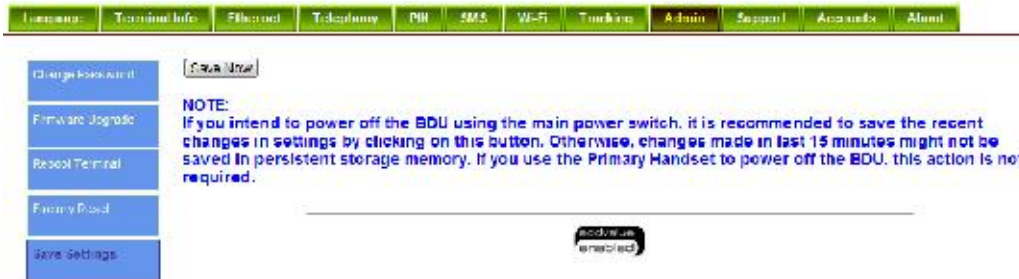 Language Terminal Info Ethernet Telephony PIN SMS Wi-Fi Tracking Admin Support Accounts About
Change Password
Save Now
NOTE:
If you intend to power off the BDU using the main power switch, it is recommended to save the recent
changes in settings by clicking on this button. Otherwise, changes made in last 15 minutes might not be
saved in persistent storage memory. If you use the Primary Handset to power off the BDU, this action is not
required.
Firmware Upgrade
Reboot Terminal
Factory Reset
Save Settings
addvalue
enabled